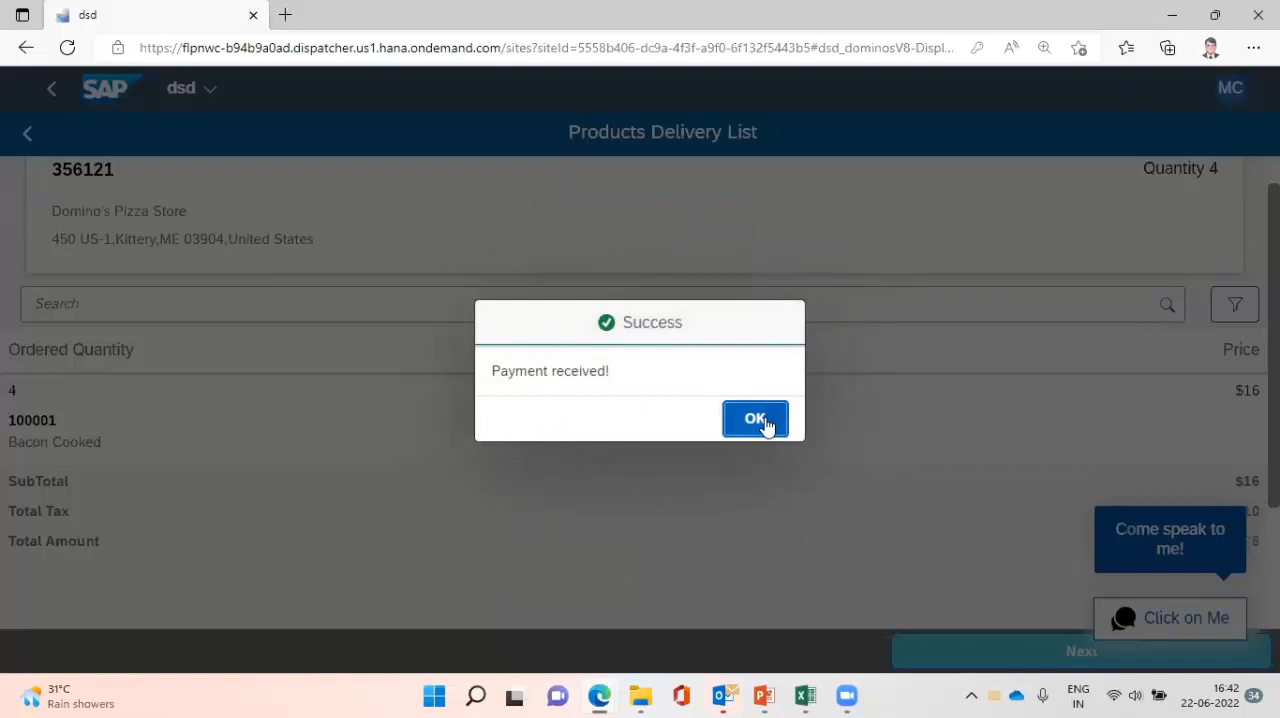 dsd
https://flpnwc-b94b9a0ad.dispatcher.us1.hana.ondemand.com/sites?siteId=5558b406-dc9a-4f3f-a9f0-6f132f5443b5#dsd_dominosV8-Displ...
SAP
dsd
MC
Products Delivery List
356121
Quantity 4
Domino's Pizza Store
450 US-1,Kittery,ME 03904,United States
Search
Success
Payment received!
OK
Ordered Quantity
Price
4
$16
100001
Bacon Cooked
SubTotal
$16
Total Tax
Total Amount
Come speak to
me!
Click on Me
Next
31°C
Rain showers
ENG
IN
16:42
22-06-2022
34